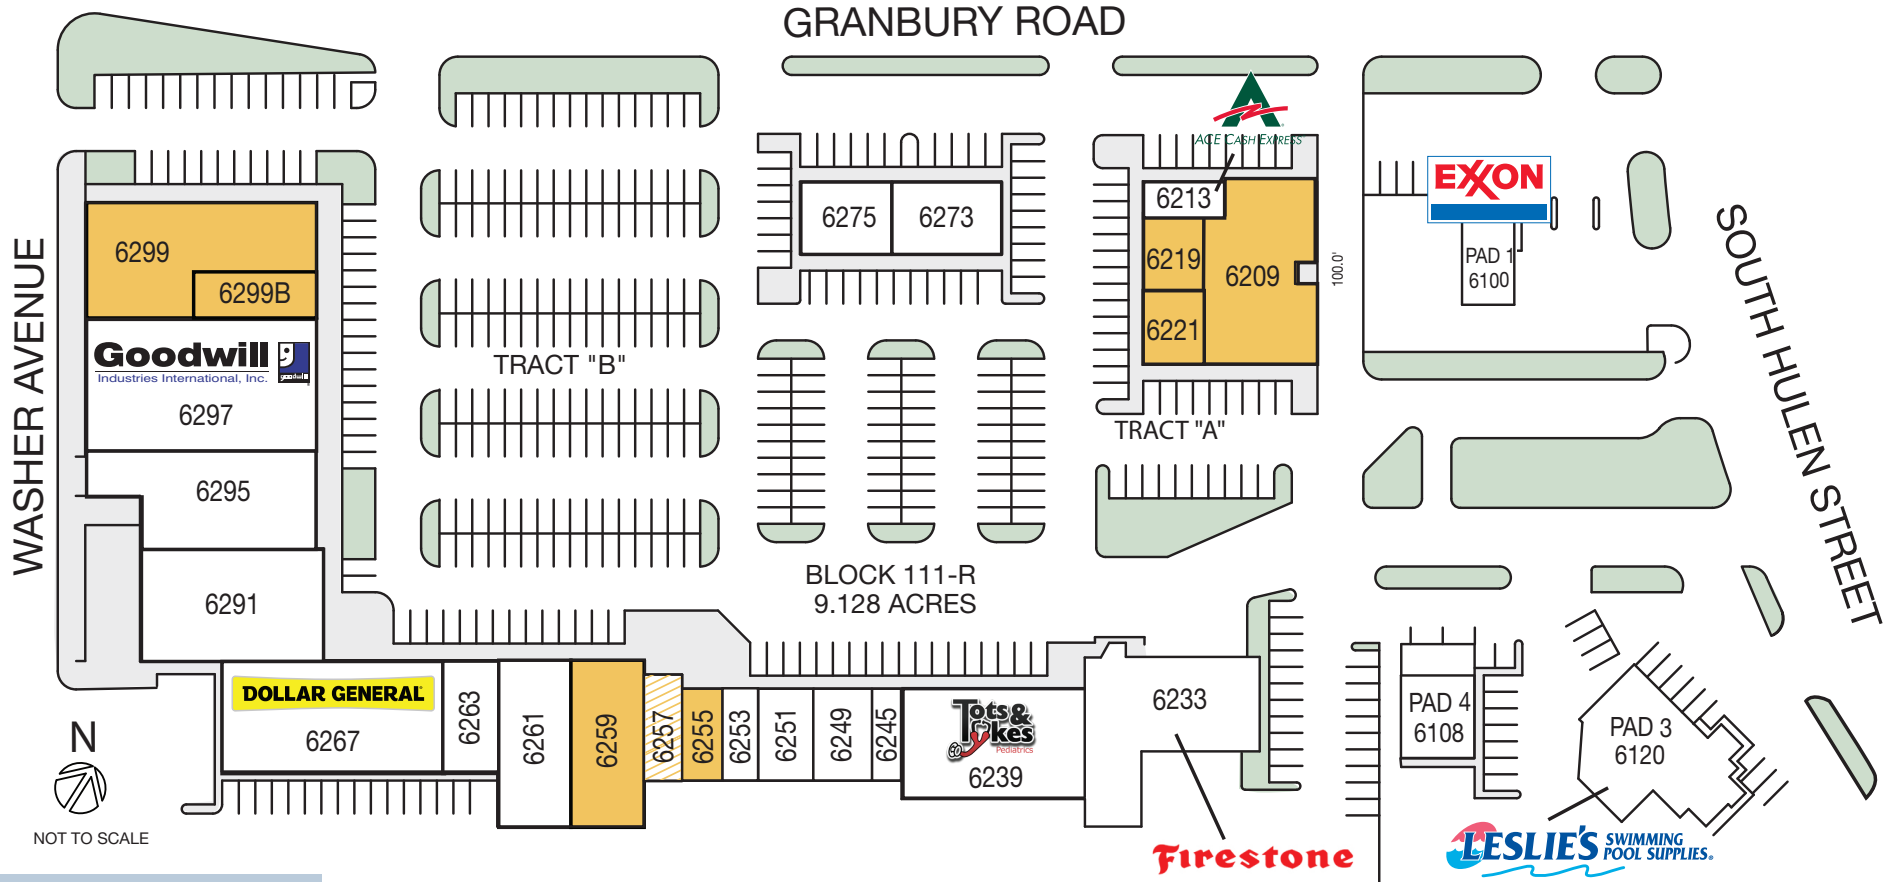 GRANBURY ROAD
ACE CASH EXPRESS
EXXON
6213
6275
6273
6299
6299B
6219
6209
6221
100.0'
PAD 1
6100
WASHER AVENUE
SOUTH HULEN STREET
Goodwill
Industries International, Inc.
goodwill
TRACT "B"
6297
TRACT "A"
6295
BLOCK 111-R
9.128 ACRES
6291
DOLLAR GENERAL
6267
6263
6261
6259
6257
6255
6253
6251
6249
6245
Tots &
Tykes
Pediatrics
6239
6233
PAD 4
6108
PAD 3
6120
N
NOT TO SCALE
Firestone
LESLIE'S SWIMMING
POOL SUPPLIES.